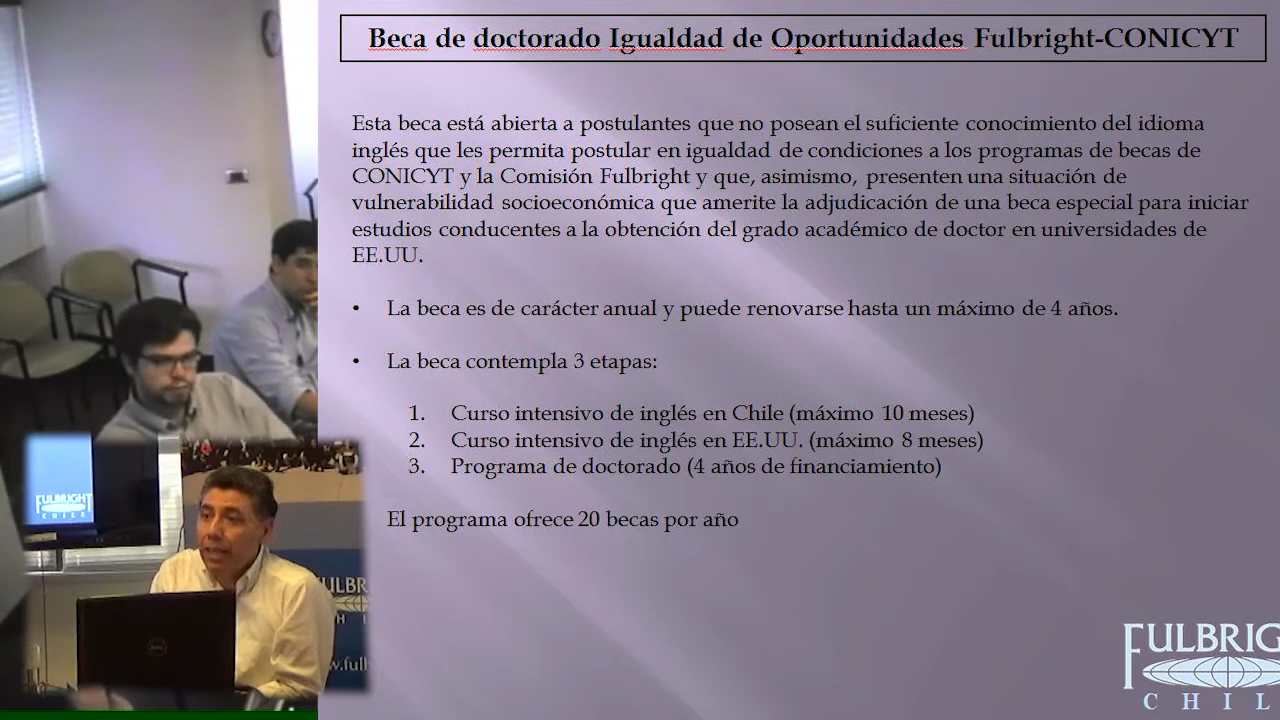 Beca de doctorado Igualdad de Oportunidades Fulbright-CONICYT
Esta beca está abierta a postulantes que no posean el suficiente conocimiento del idioma
inglés que les permita postular en igualdad de condiciones a los programas de becas de
CONICYT y la Comisión Fulbright y que, asimismo, presenten una situación de
vulnerabilidad socioeconómica que amerite la adjudicación de una beca especial para iniciar
estudios conducentes a la obtención del grado académico de doctor en universidades de
EE.UU.
• La beca es de carácter anual y puede renovarse hasta un máximo de 4 años.
• La beca contempla 3 etapas:
1. Curso intensivo de inglés en Chile (máximo 10 meses)
2. Curso intensivo de inglés en EE.UU. (máximo 8 meses)
3. Programa de doctorado (4 años de financiamiento)
El programa ofrece 20 becas por año
FULBRIGHT
CHILE
ULBR
H I
w.fulb
DELL
FULBRIG
CHIL